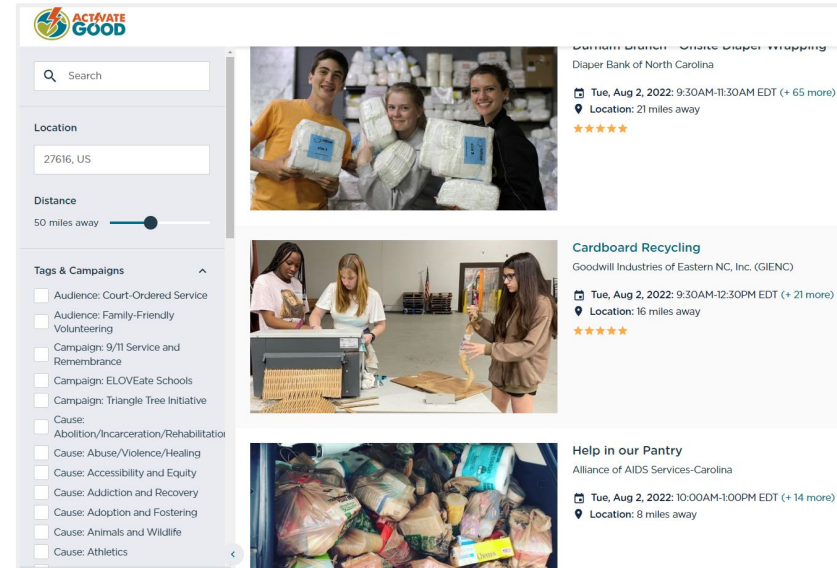 ACTIVATE
GOOD
Search
Location
27616, US
Distance
50 miles away
Tags & Campaigns
Audience: Court-Ordered Service
Audience: Family-Friendly
Volunteering
Campaign: 9/11 Service and
Remembrance
Campaign: ELOVEate Schools
Campaign: Triangle Tree Initiative
Cause:
Abolition/Incarceration/Rehabilitation
Cause: Abuse/Violence/Healing
Cause: Accessibility and Equity
Cause: Addiction and Recovery
Cause: Adoption and Fostering
Cause: Animals and Wildlife
Cause: Athletics
Durham Branch - Onsite Diaper Wrapping
Diaper Bank of North Carolina
Tue, Aug 2, 2022: 9:30AM-11:30AM EDT (+ 65 more)
Location: 21 miles away
Cardboard Recycling
Goodwill Industries of Eastern NC, Inc. (GIENC)
Tue, Aug 2, 2022: 9:30AM-12:30PM EDT (+ 21 more)
Location: 16 miles away
Help in our Pantry
Alliance of AIDS Services-Carolina
Tue, Aug 2, 2022: 10:00AM-1:00PM EDT (+ 14 more)
Location: 8 miles away